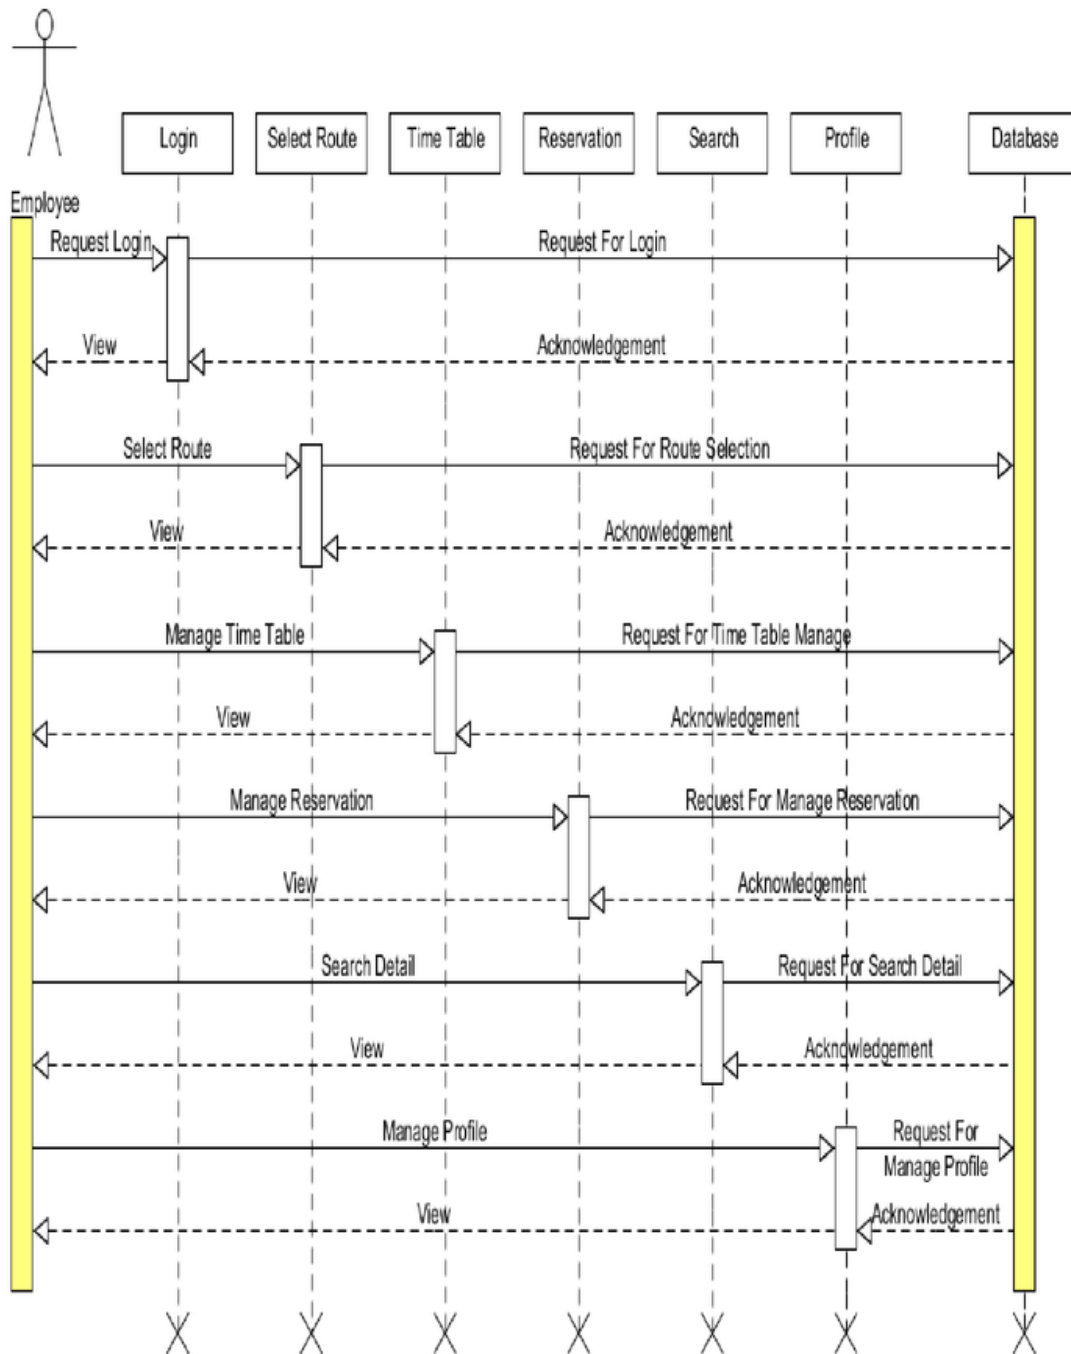 Login
Select Route
Time Table
Reservation
Search
Profile
Database
Employee
Request Login
Request For Login
View
Acknowledgement
Select Route
Request For Route Selection
View
Acknowledgement
Manage Time Table
Request For Time Table Manage
View
Acknowledgement
Manage Reservation
Request For Manage Reservation
View
Acknowledgement
Search Detail
Request For Search Detail
View
Acknowledgement
Manage Profile
Request For
Manage Profile
View
Acknowledgement